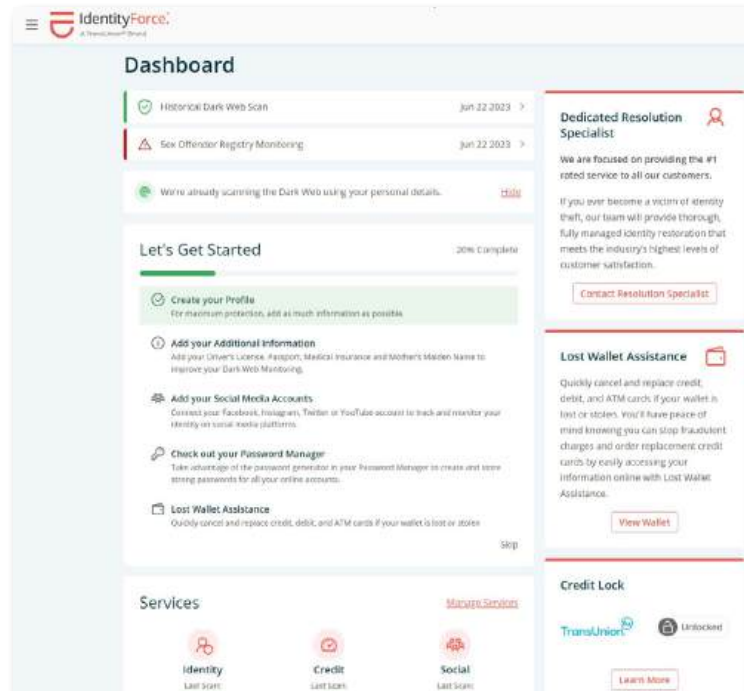 IdentityForce.
A TransUnion® Brand
Dashboard
Historical Dark Web Scan
Jun 22 2023
Sex Offender Registry Monitoring
Jun 22 2023
We're already scanning the Dark Web using your personal details.
Hide
Let's Get Started
20% Complete
Create your Profile
For maximum protection, add as much information as possible
Add your Additional Information
Add your Driver's License, Passport, Medical Insurance and Mother's Maiden Name to
improve your Dark Web Monitoring.
Add your Social Media Accounts
Connect your Facebook, Instagram, Twitter or YouTube account to track and monitor your
identity on social media platforms.
Check out your Password Manager
Take advantage of the password generator in your Password Manager to create and store
strong passwords for all your online accounts.
Lost Wallet Assistance
Quickly cancel and replace credit, debit, and ATM cards if your wallet is lost or stolen
Skip
Services
Manage Services
Identity
Credit
Social
Last Scan:
Last Scan:
Last Scan:
Dedicated Resolution
Specialist
We are focused on providing the #1
rated service to all our customers.
If you ever become a victim of identity
theft, our team will provide thorough,
fully managed identity restoration that
meets the industry's highest levels of
customer satisfaction.
Contact Resolution Specialist
Lost Wallet Assistance
Quickly cancel and replace credit,
debit, and ATM cards if your wallet is
lost or stolen. You'll have peace of
mind knowing you can stop fraudulent
charges and order replacement credit
cards by easily accessing your
information online with Lost Wallet
Assistance.
View Wallet
Credit Lock
TransUnion
Unlocked
Learn More